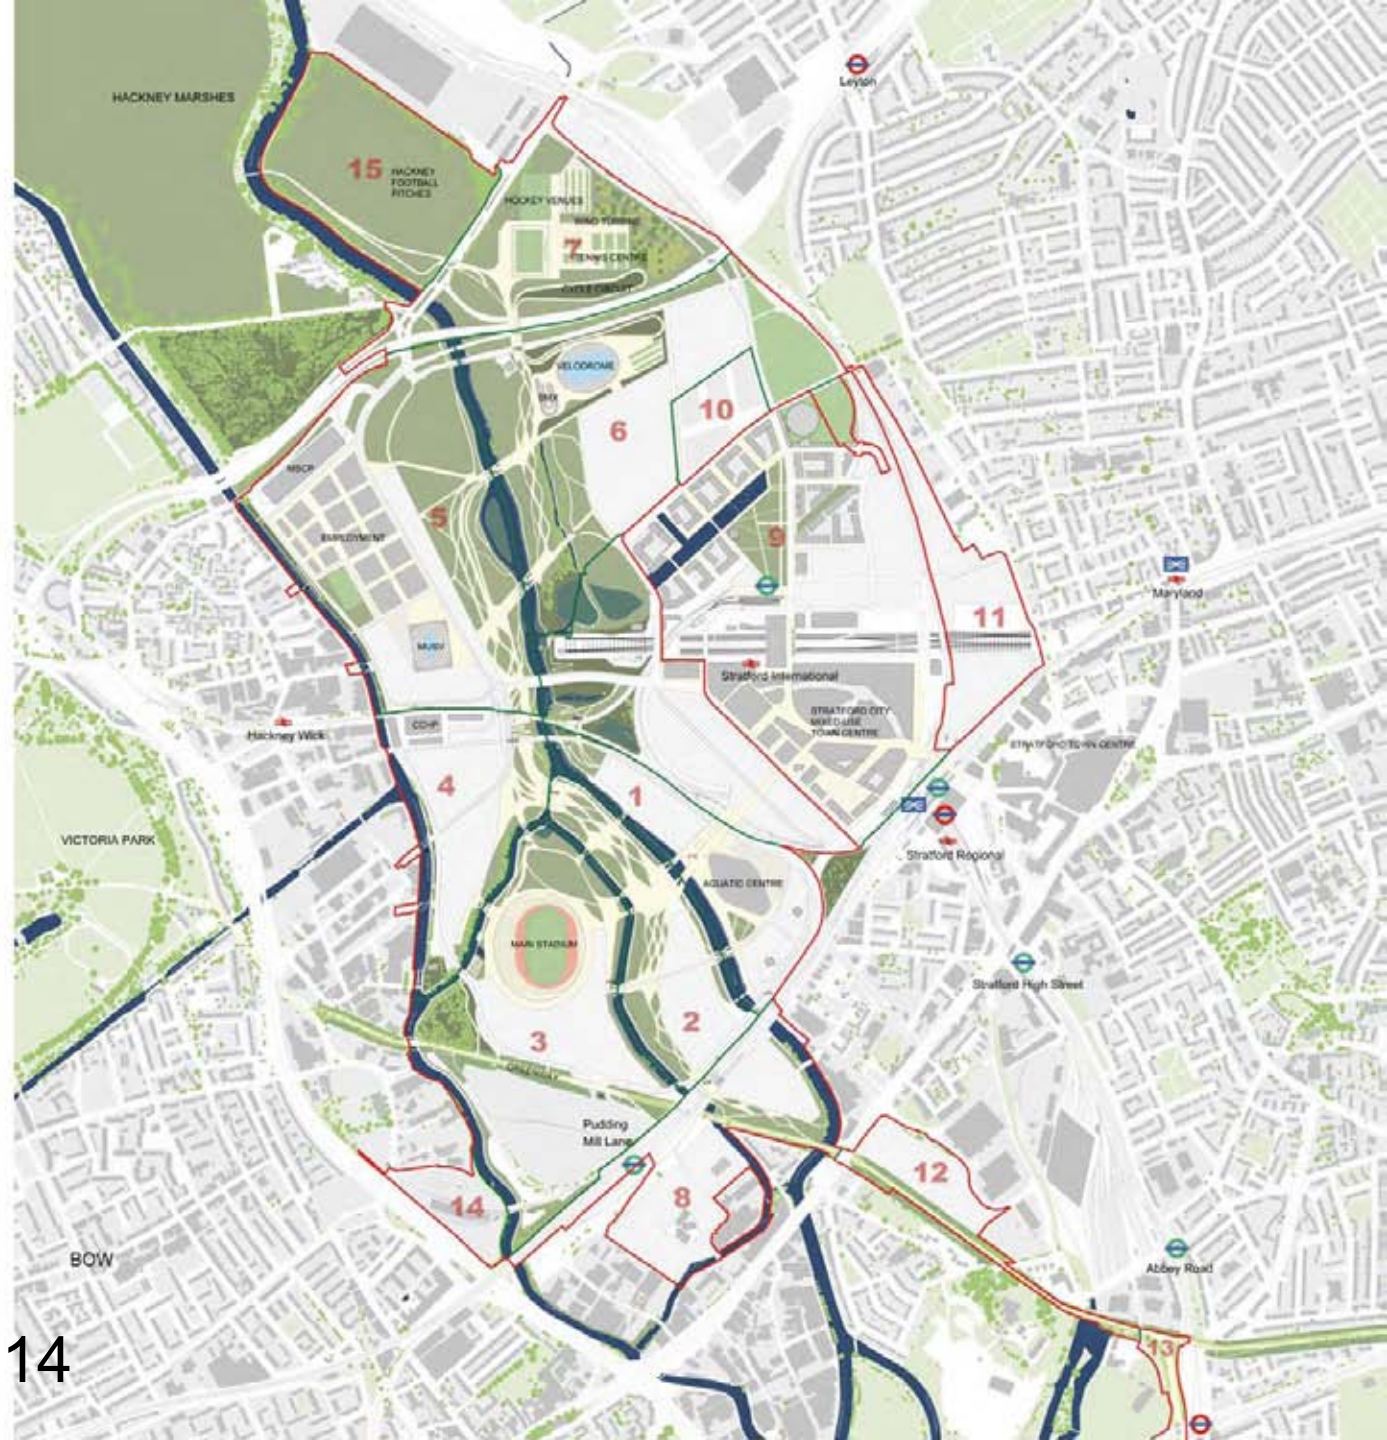 Leyton
HACKNEY MARSHES
15
HACKNEY
FOOTBALL
PITCHES
HOCKEY VENUES
WIND TURBINE
7
TENNIS CENTRE
CYCLE CIRCUIT
VELODROME
BMX
10
6
MSCP
5
EMPLOYMENT
9
Maryland
11
MUSV
Stratford International
STRATFORD CITY
MIXED-USE
TOWN CENTRE
CCHP
Hackney Wick
STRATFORD TOWN CENTRE
4
1
VICTORIA PARK
Stratford Regional
AQUATIC CENTRE
MAIN STADIUM
Stratford High Street
2
3
GREENWAY
Pudding
Mill Lane
12
8
14
BOW
Abbey Road
13
14